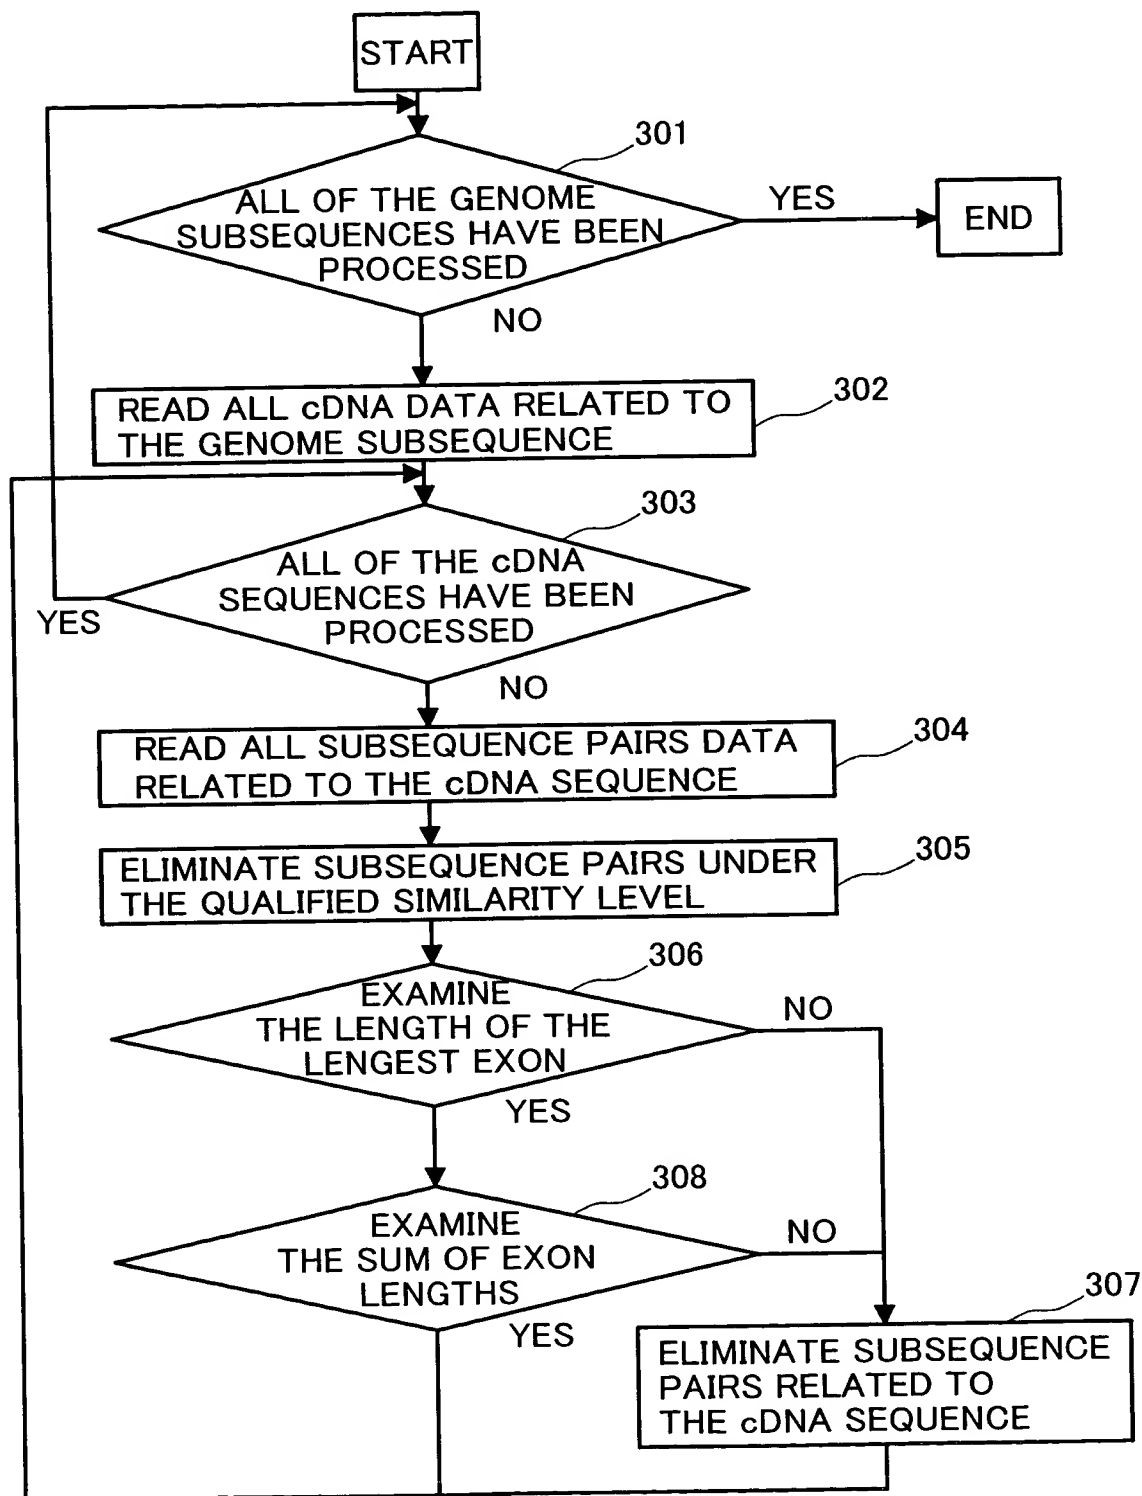 START
301
ALL OF THE GENOME
SUBSEQUENCES HAVE BEEN
PROCESSED
YES
END
NO
302
READ ALL cDNA DATA RELATED TO
THE GENOME SUBSEQUENCE
303
ALL OF THE cDNA
SEQUENCES HAVE BEEN
PROCESSED
YES
NO
304
READ ALL SUBSEQUENCE PAIRS DATA
RELATED TO THE cDNA SEQUENCE
305
ELIMINATE SUBSEQUENCE PAIRS UNDER
THE QUALIFIED SIMILARITY LEVEL
306
EXAMINE
THE LENGTH OF THE
LENGEST EXON
NO
YES
308
EXAMINE
THE SUM OF EXON
LENGTHS
NO
YES
307
ELIMINATE SUBSEQUENCE
PAIRS RELATED TO
THE cDNA SEQUENCE